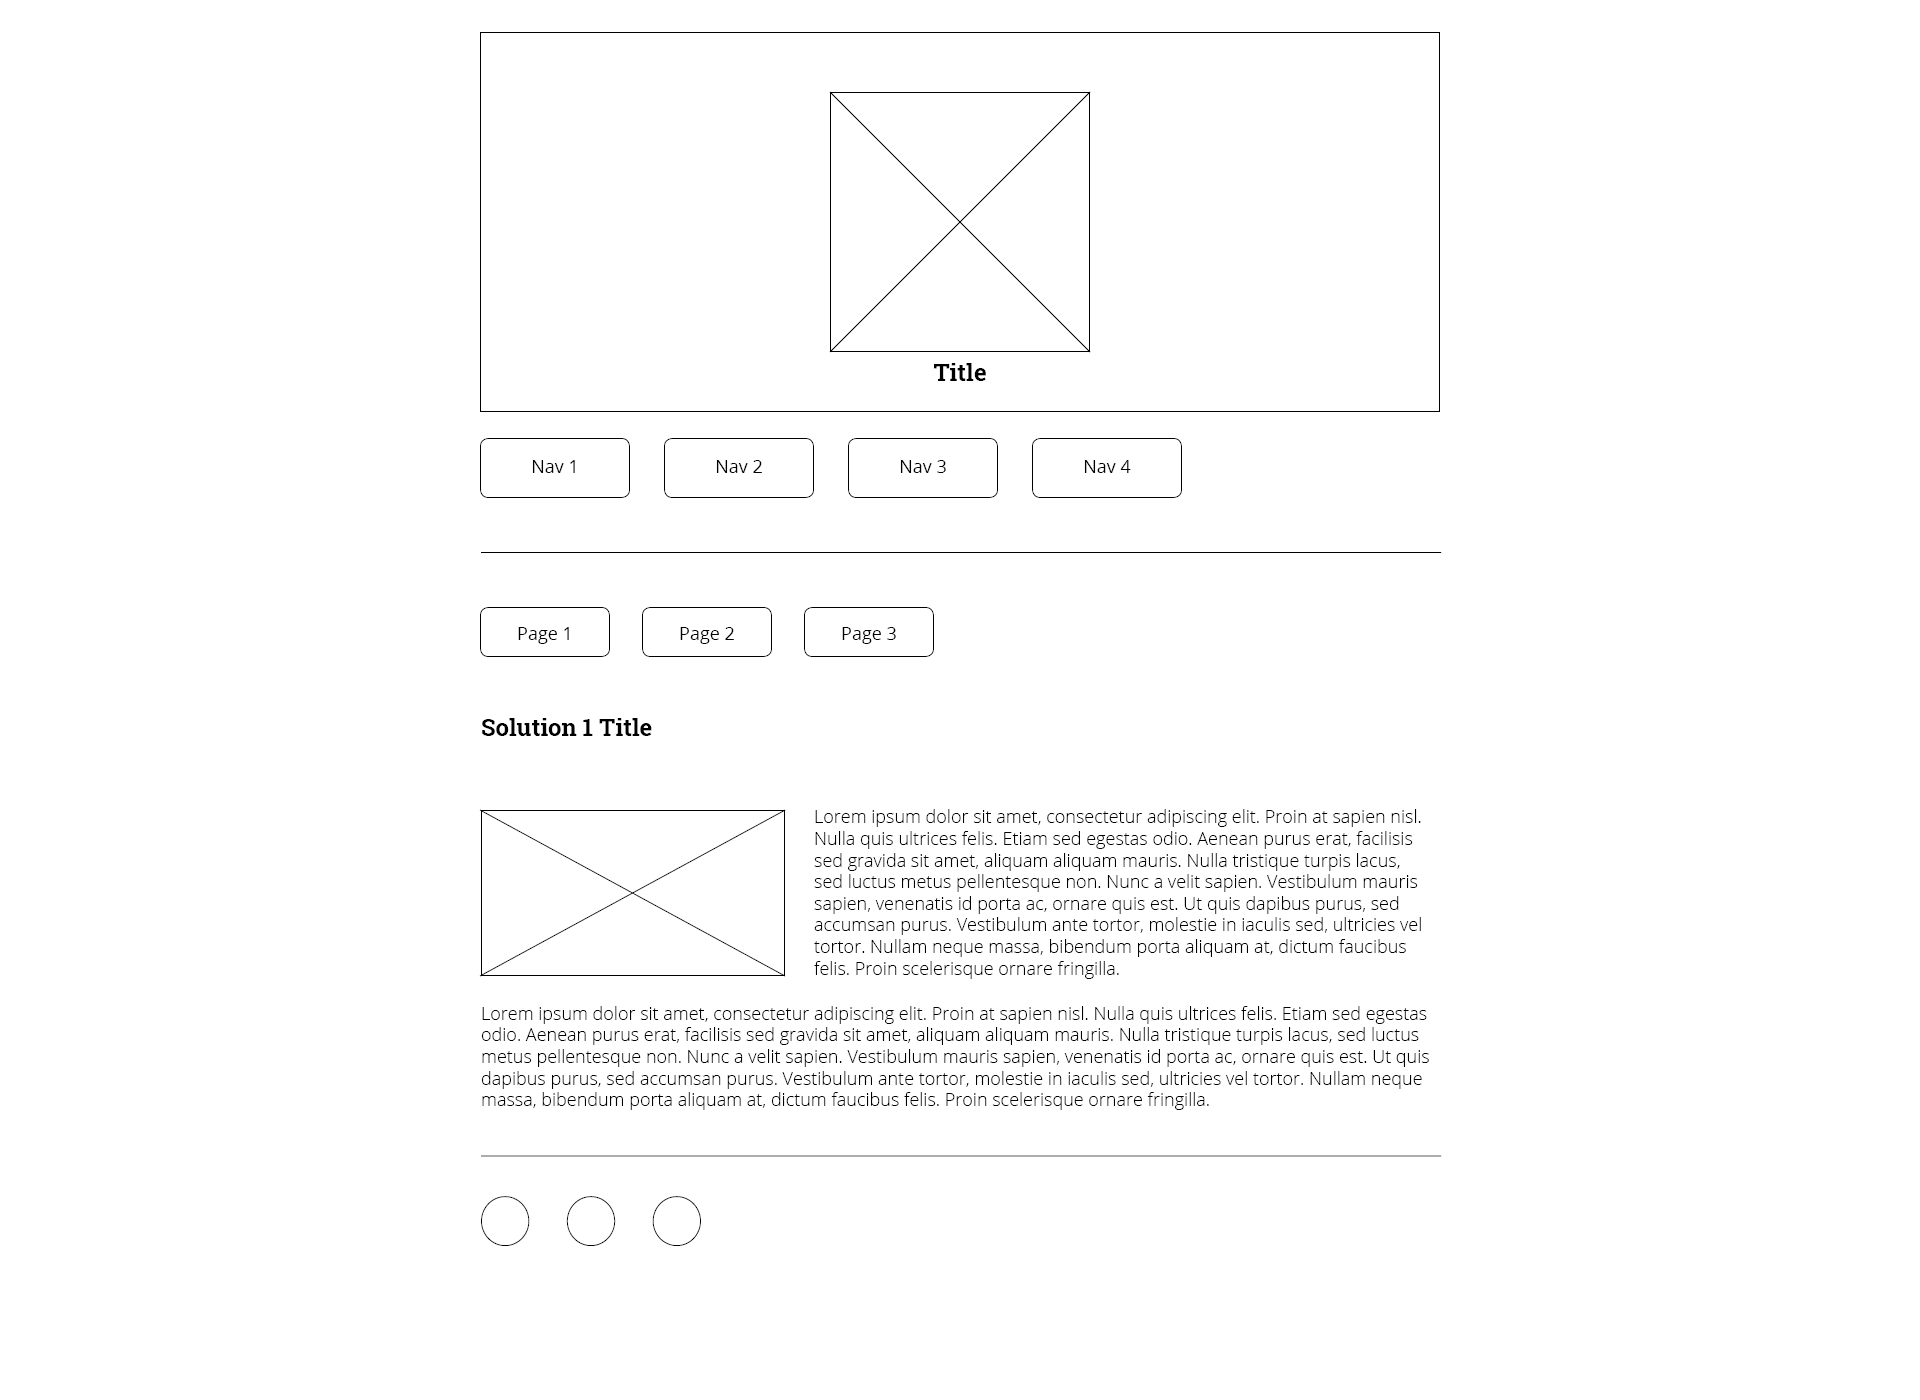 Title
Nav 1
Nav 2
Nav 3
Nav 4
Page 1
Page 2
Page 3
Solution 1 Title
Lorem ipsum dolor sit amet, consectetur adipiscing elit. Proin at sapien nisl.
Nulla quis ultrices felis. Etiam sed egestas odio. Aenean purus erat, facilisis
sed gravida sit amet, aliquam aliquam mauris. Nulla tristique turpis lacus,
sed luctus metus pellentesque non. Nunc a velit sapien. Vestibulum mauris
sapien, venenatis id porta ac, ornare quis est. Ut quis dapibus purus, sed
accumsan purus. Vestibulum ante tortor, molestie in iaculis sed, ultricies vel
tortor. Nullam neque massa, bibendum porta aliquam at, dictum faucibus
felis. Proin scelerisque ornare fringilla.
Lorem ipsum dolor sit amet, consectetur adipiscing elit. Proin at sapien nisl. Nulla quis ultrices felis. Etiam sed egestas
odio. Aenean purus erat, facilisis sed gravida sit amet, aliquam aliquam mauris. Nulla tristique turpis lacus, sed luctus
metus pellentesque non. Nunc a velit sapien. Vestibulum mauris sapien, venenatis id porta ac, ornare quis est. Ut quis
dapibus purus, sed accumsan purus. Vestibulum ante tortor, molestie in iaculis sed, ultricies vel tortor. Nullam neque
massa, bibendum porta aliquam at, dictum faucibus felis. Proin scelerisque ornare fringilla.